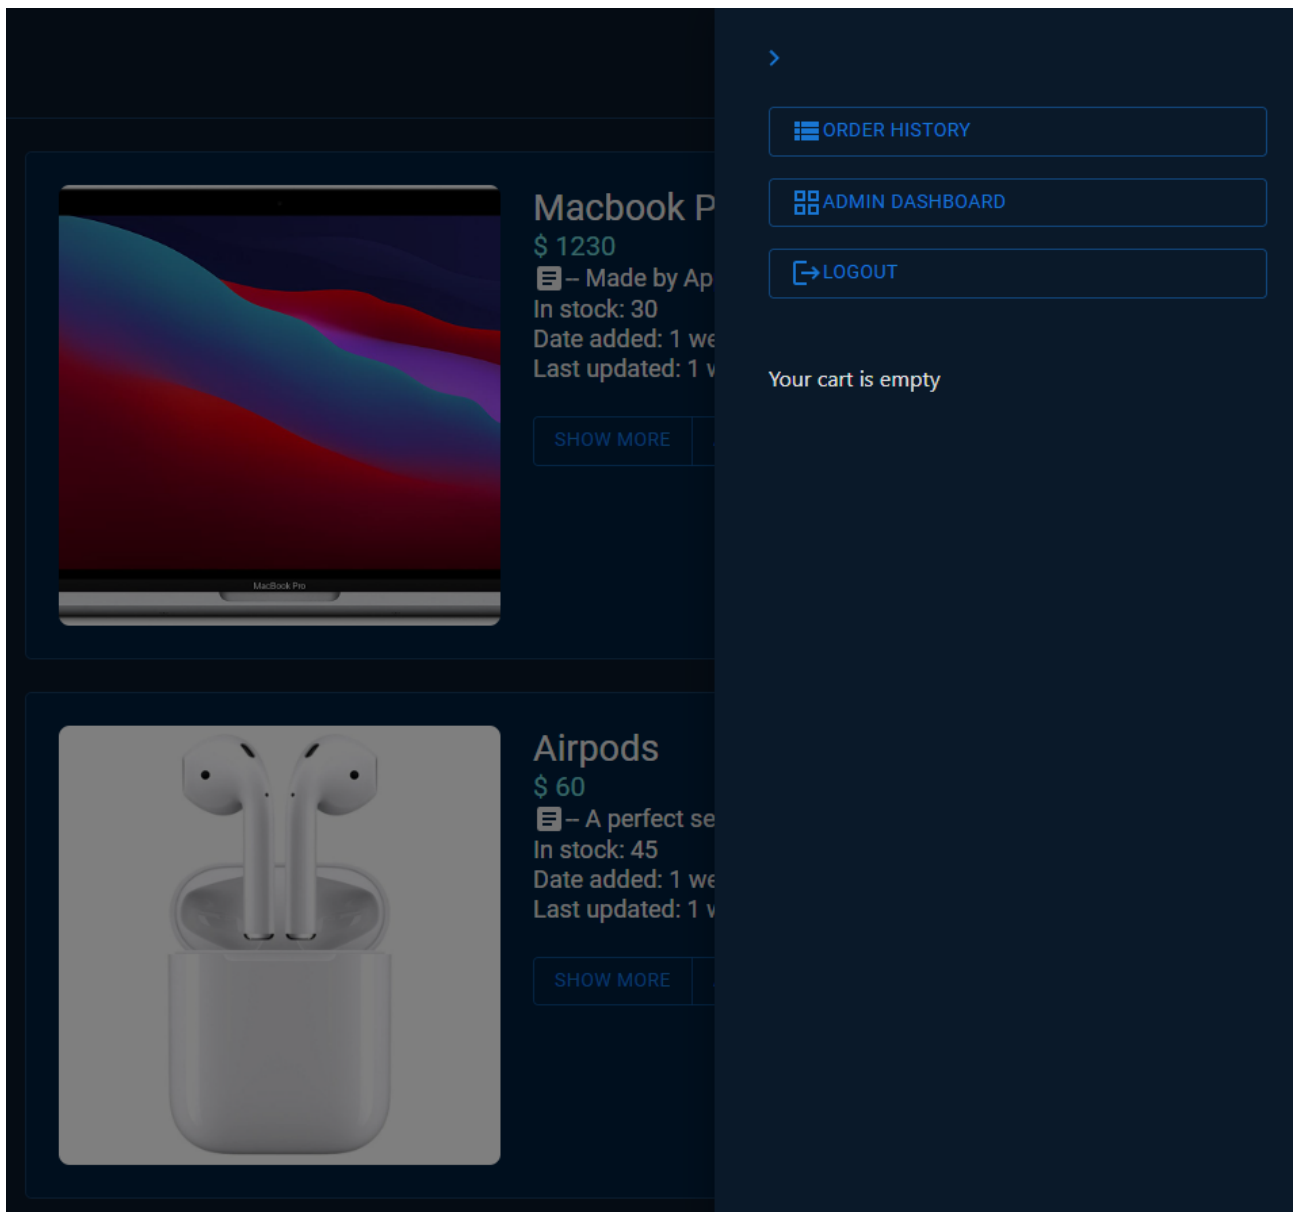 ORDER HISTORY
ADMIN DASHBOARD
LOGOUT
Your cart is empty
Macbook P
$ 1230
– Made by Ap
In stock: 30
Date added: 1 we
Last updated: 1 w
SHOW MORE
MacBook Pro
Airpods
$ 60
– A perfect se
In stock: 45
Date added: 1 we
Last updated: 1 w
SHOW MORE